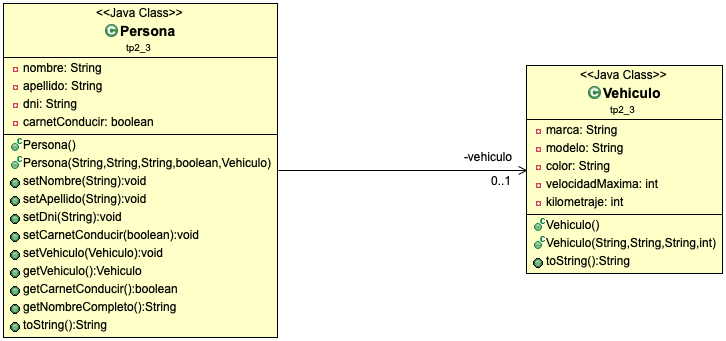 <<Java Class>>
Persona
tp2_3
nombre: String
apellido: String
dni: String
carnetConducir: boolean
Persona()
Persona(String,String,String,boolean,Vehiculo)
setNombre(String):void
setApellido(String):void
setDni(String):void
setCarnetConducir(boolean):void
setVehiculo(Vehiculo):void
getVehiculo():Vehiculo
getCarnetConducir():boolean
getNombreCompleto():String
toString():String
-vehiculo
0..1
<<Java Class>>
Vehiculo
tp2_3
marca: String
modelo: String
color: String
velocidadMaxima: int
kilometraje: int
Vehiculo()
Vehiculo(String,String,String,int)
toString():String